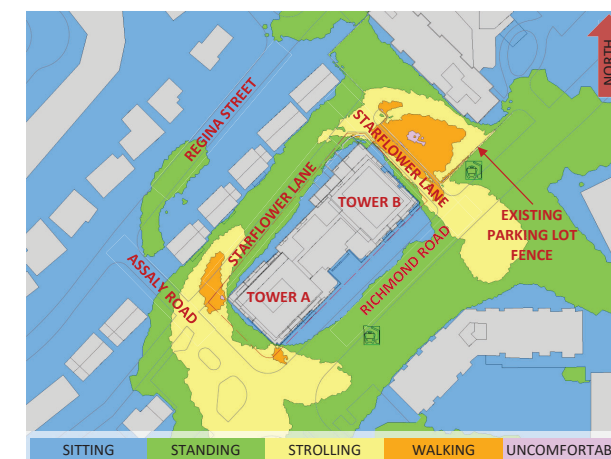 NORTH
REGINA STREET
STARFLOWER LANE
STARFLOWER LANE
TOWER B
EXISTING
PARKING LOT
FENCE
ASSALY ROAD
TOWER A
RICHMOND ROAD
SITTING STANDING STROLLING WALKING UNCOMFORTAB